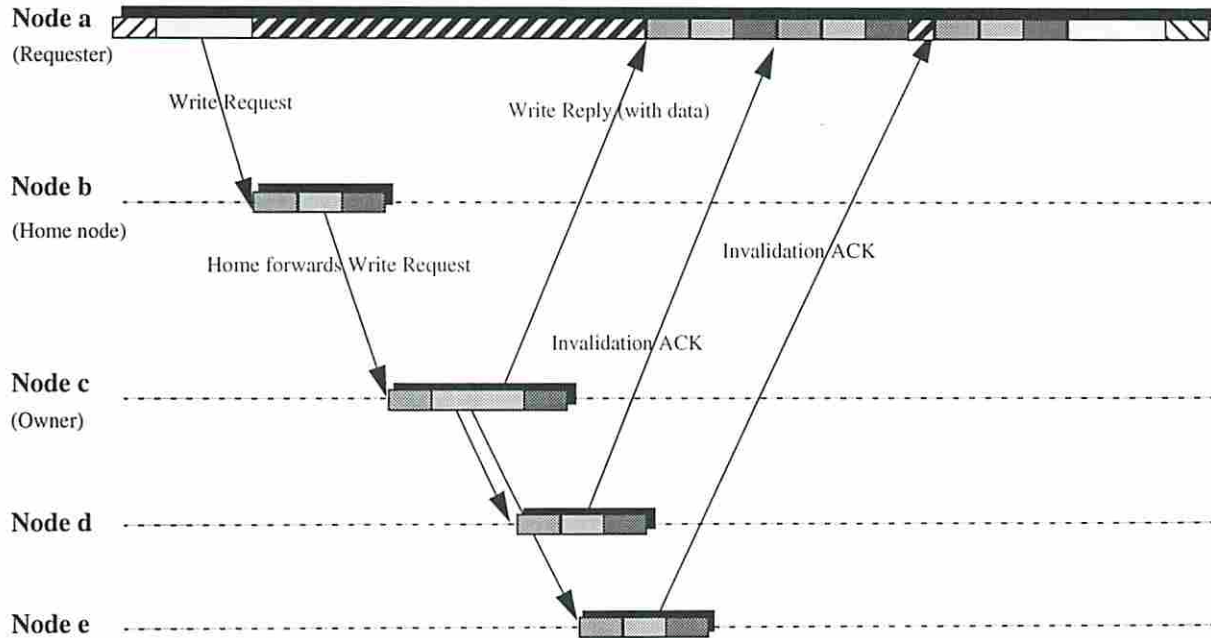 Node a
(Requester)
Write Request
Write Reply (with data)
Node b
(Home node)
Invalidation ACK
Home forwards Write Request
Invalidation ACK
Node c
(Owner)
Node d
Node e